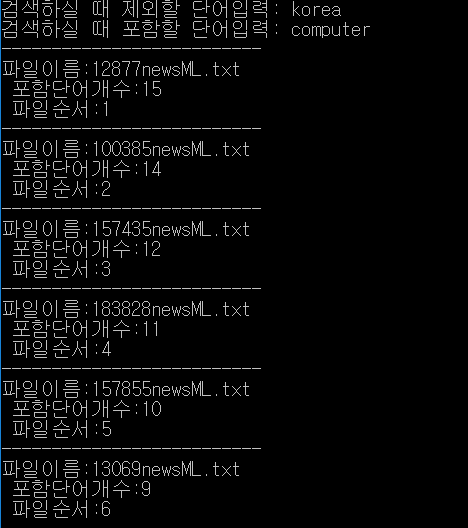 검색하실 때 제외할 단어입력: korea
검색하실 때 포함할 단어입력: computer
--------------------------
파일이름:12877newsML.txt
포함단어개수:15
파일순서:1
--------------------------
파일이름:100385newsML.txt
포함단어개수:14
파일순서:2
--------------------------
파일이름:157435newsML.txt
포함단어개수:12
파일순서:3
--------------------------
파일이름:183828newsML.txt
포함단어개수:11
파일순서:4
--------------------------
파일이름:157855newsML.txt
포함단어개수:10
파일순서:5
--------------------------
파일이름:13069newsML.txt
포함단어개수:9
파일순서:6